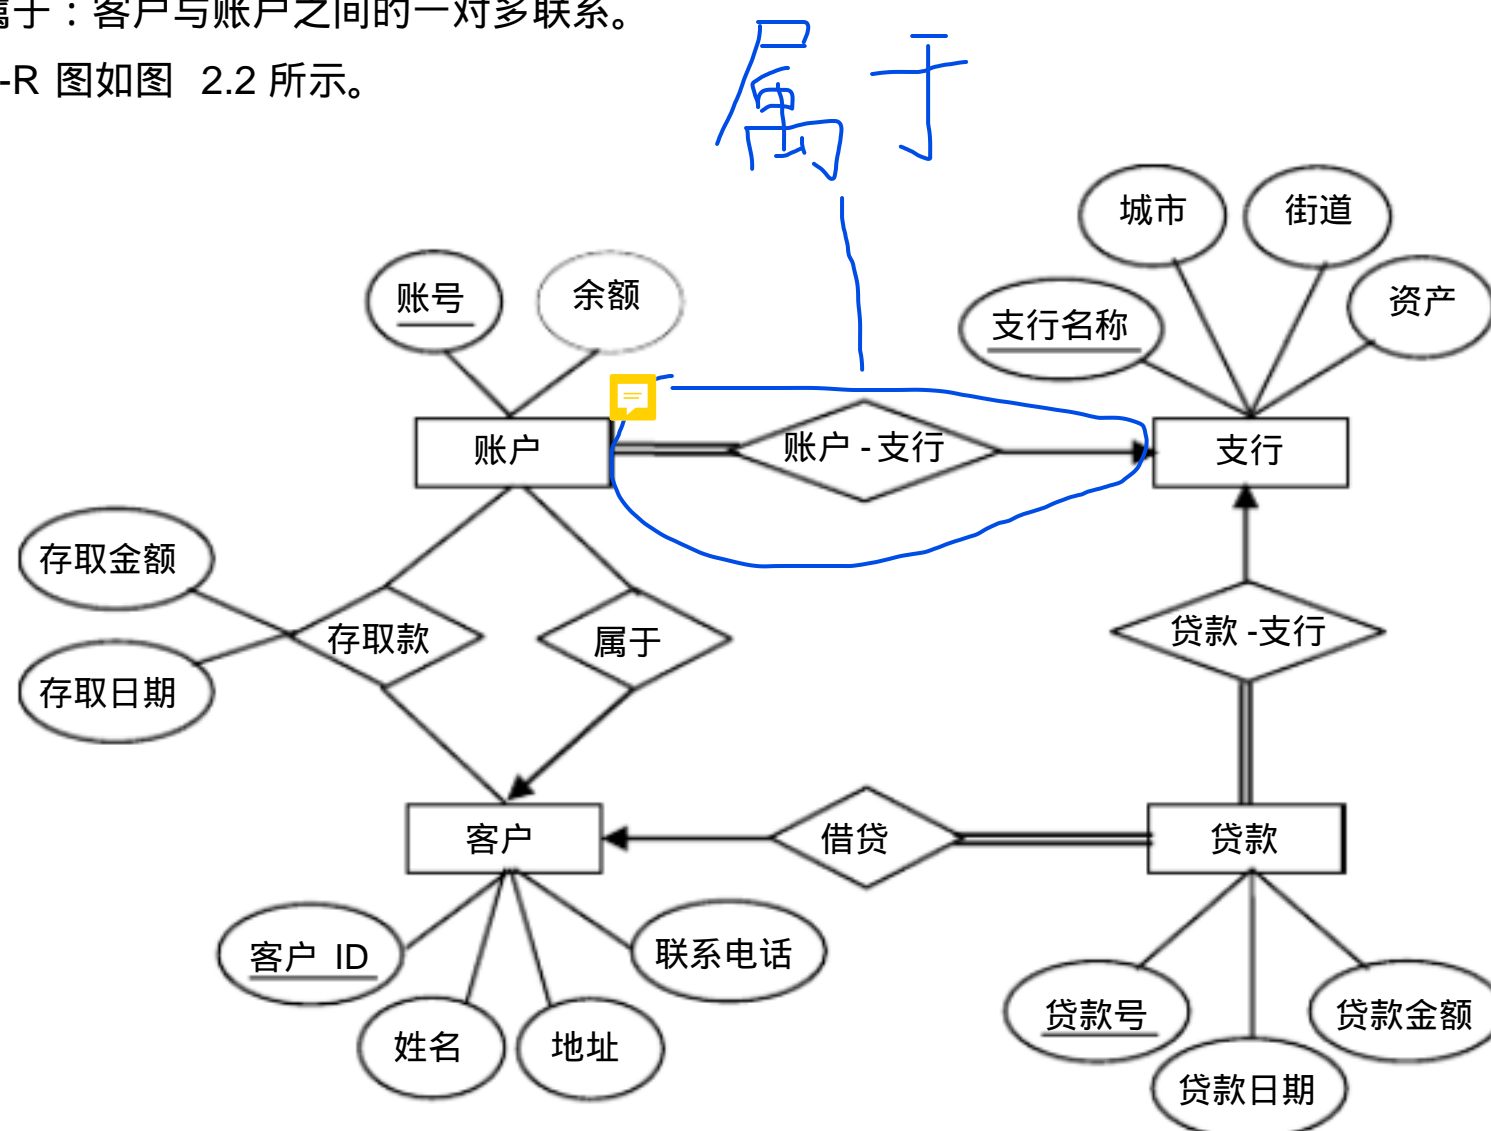 属于：客户与账户之间的一对多联系。
-R 图如图 2.2 所示。
属于
城市
街道
账号
余额
支行名称
资产
账户
账户 - 支行
支行
存取金额
存取款
属于
贷款 -支行
存取日期
客户
借贷
贷款
客户 ID
联系电话
姓名
地址
贷款号
贷款金额
贷款日期